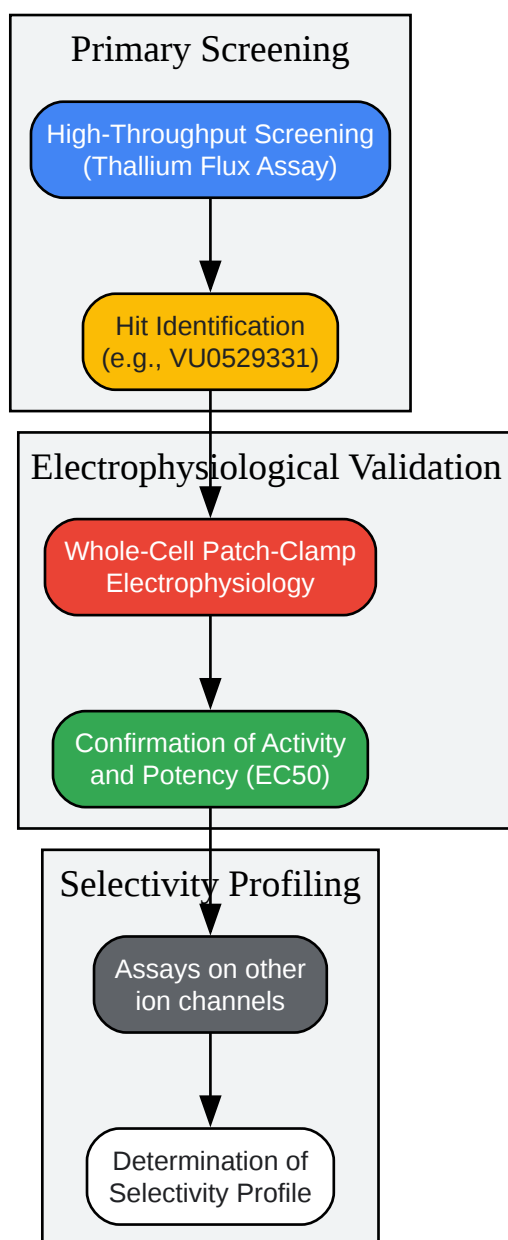 Primary Screening
High-Throughput Screening
(Thallium Flux Assay)
Hit Identification
(e.g., VU0529331)
Electrophysiological Validation
Whole-Cell Patch-Clamp
Electrophysiology
Confirmation of Activity
and Potency (EC50)
Selectivity Profiling
Assays on other
ion channels
Determination of
Selectivity Profile